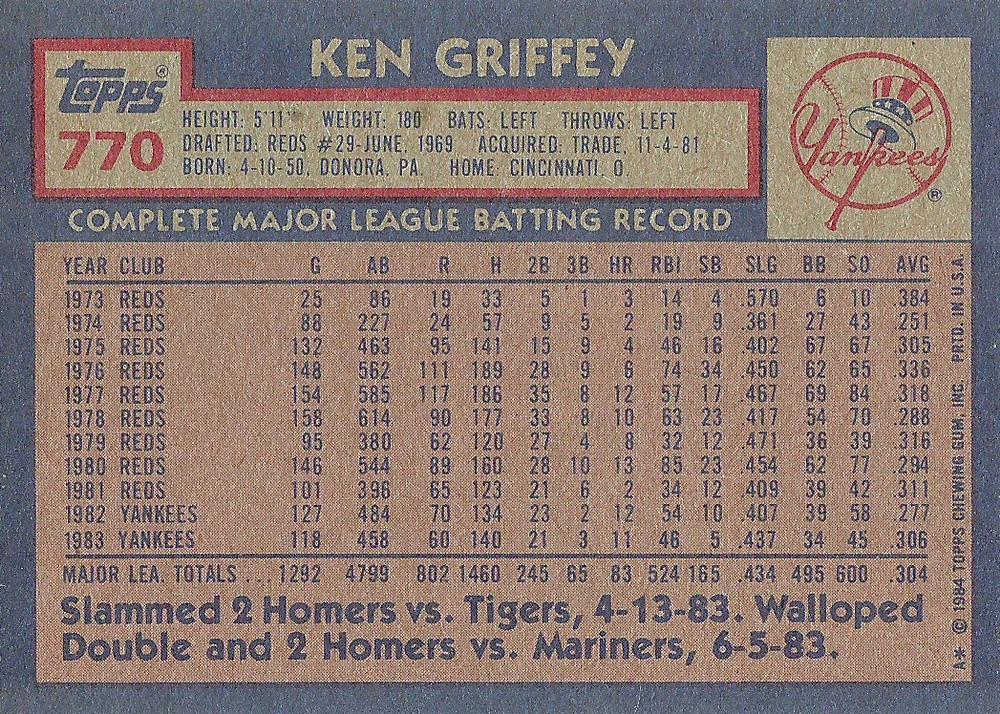 KEN GRIFFEY
Topps®
770
HEIGHT: 5'11" WEIGHT: 180 BATS: LEFT THROWS: LEFT
DRAFTED: REDS #29-JUNE, 1969 ACQUIRED: TRADE, 11-4-81
BORN: 4-10-50, DONORA, PA. HOME: CINCINNATI, O.
Yankees®
COMPLETE MAJOR LEAGUE BATTING RECORD
YEAR CLUB G AB R H 2B 3B HR RBI SB SLG BB SO AVG
1973 REDS 25 86 19 33 5 1 3 14 4 .570 6 10 .384
1974 REDS 88 227 24 57 9 5 2 19 9 .361 27 43 .251
1975 REDS 132 463 95 141 15 9 4 46 16 .402 67 67 .305
1976 REDS 148 562 111 189 28 9 6 74 34 .450 62 65 .336
1977 REDS 154 585 117 186 35 8 12 57 17 .467 69 84 .318
1978 REDS 158 614 90 177 33 8 10 63 23 .417 54 70 .288
1979 REDS 95 380 62 120 27 4 8 32 12 .471 36 39 .316
1980 REDS 146 544 89 160 28 10 13 85 23 .454 62 77 .294
1981 REDS 101 396 65 123 21 6 2 34 12 .409 39 42 .311
1982 YANKEES 127 484 70 134 23 2 12 54 10 .407 39 58 .277
1983 YANKEES 118 458 60 140 21 3 11 46 5 .437 34 45 .306
MAJOR LEA. TOTALS ... 1292 4799 802 1460 245 65 83 524 165 .434 495 600 .304
Slammed 2 Homers vs. Tigers, 4-13-83. Walloped
Double and 2 Homers vs. Mariners, 6-5-83.
A* © 1984 TOPPS CHEWING GUM, INC. PRTD. IN U.S.A.